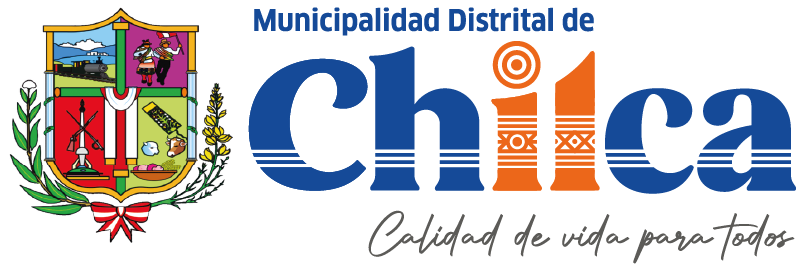 Municipalidad Distrital de
Chilca
Calidad de vida para todos